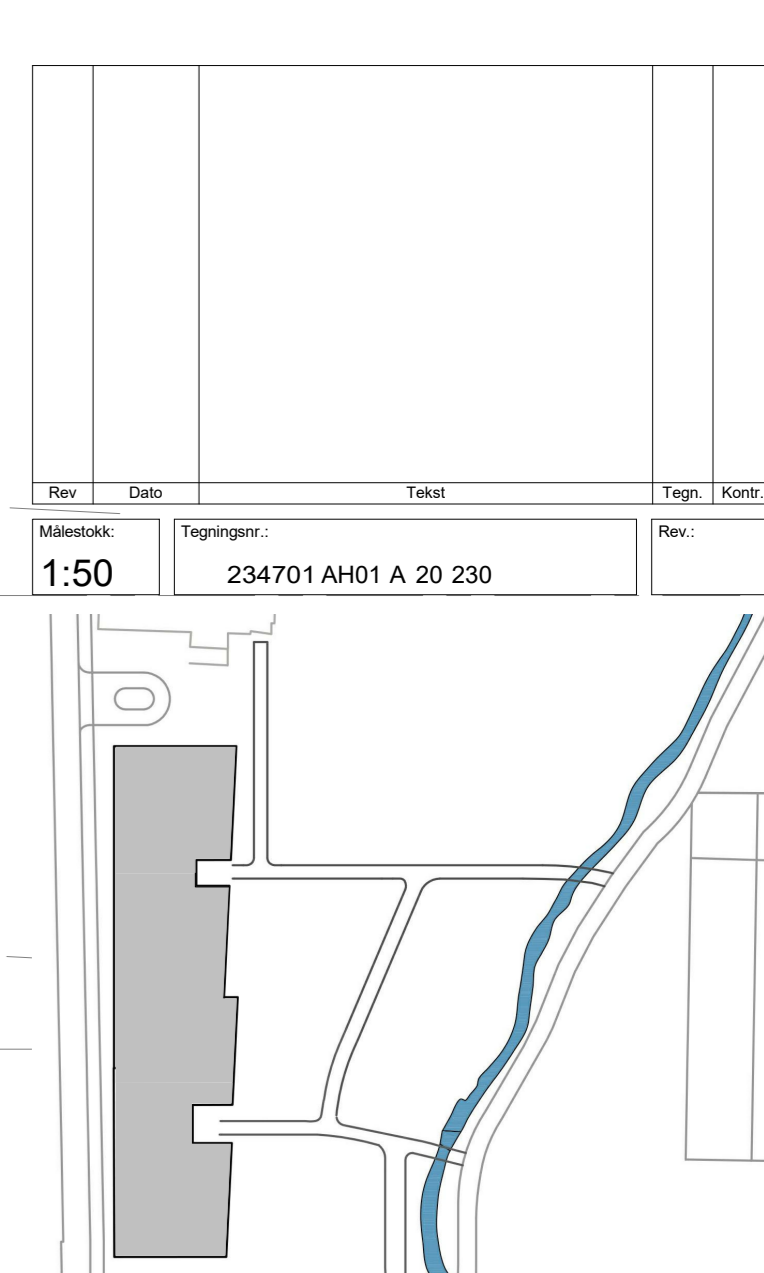 Rev Dato Tekst Tegn. Kontr.
Målestokk: Tegningsnr.: Rev.:
1:50 234701 AH01 A 20 230